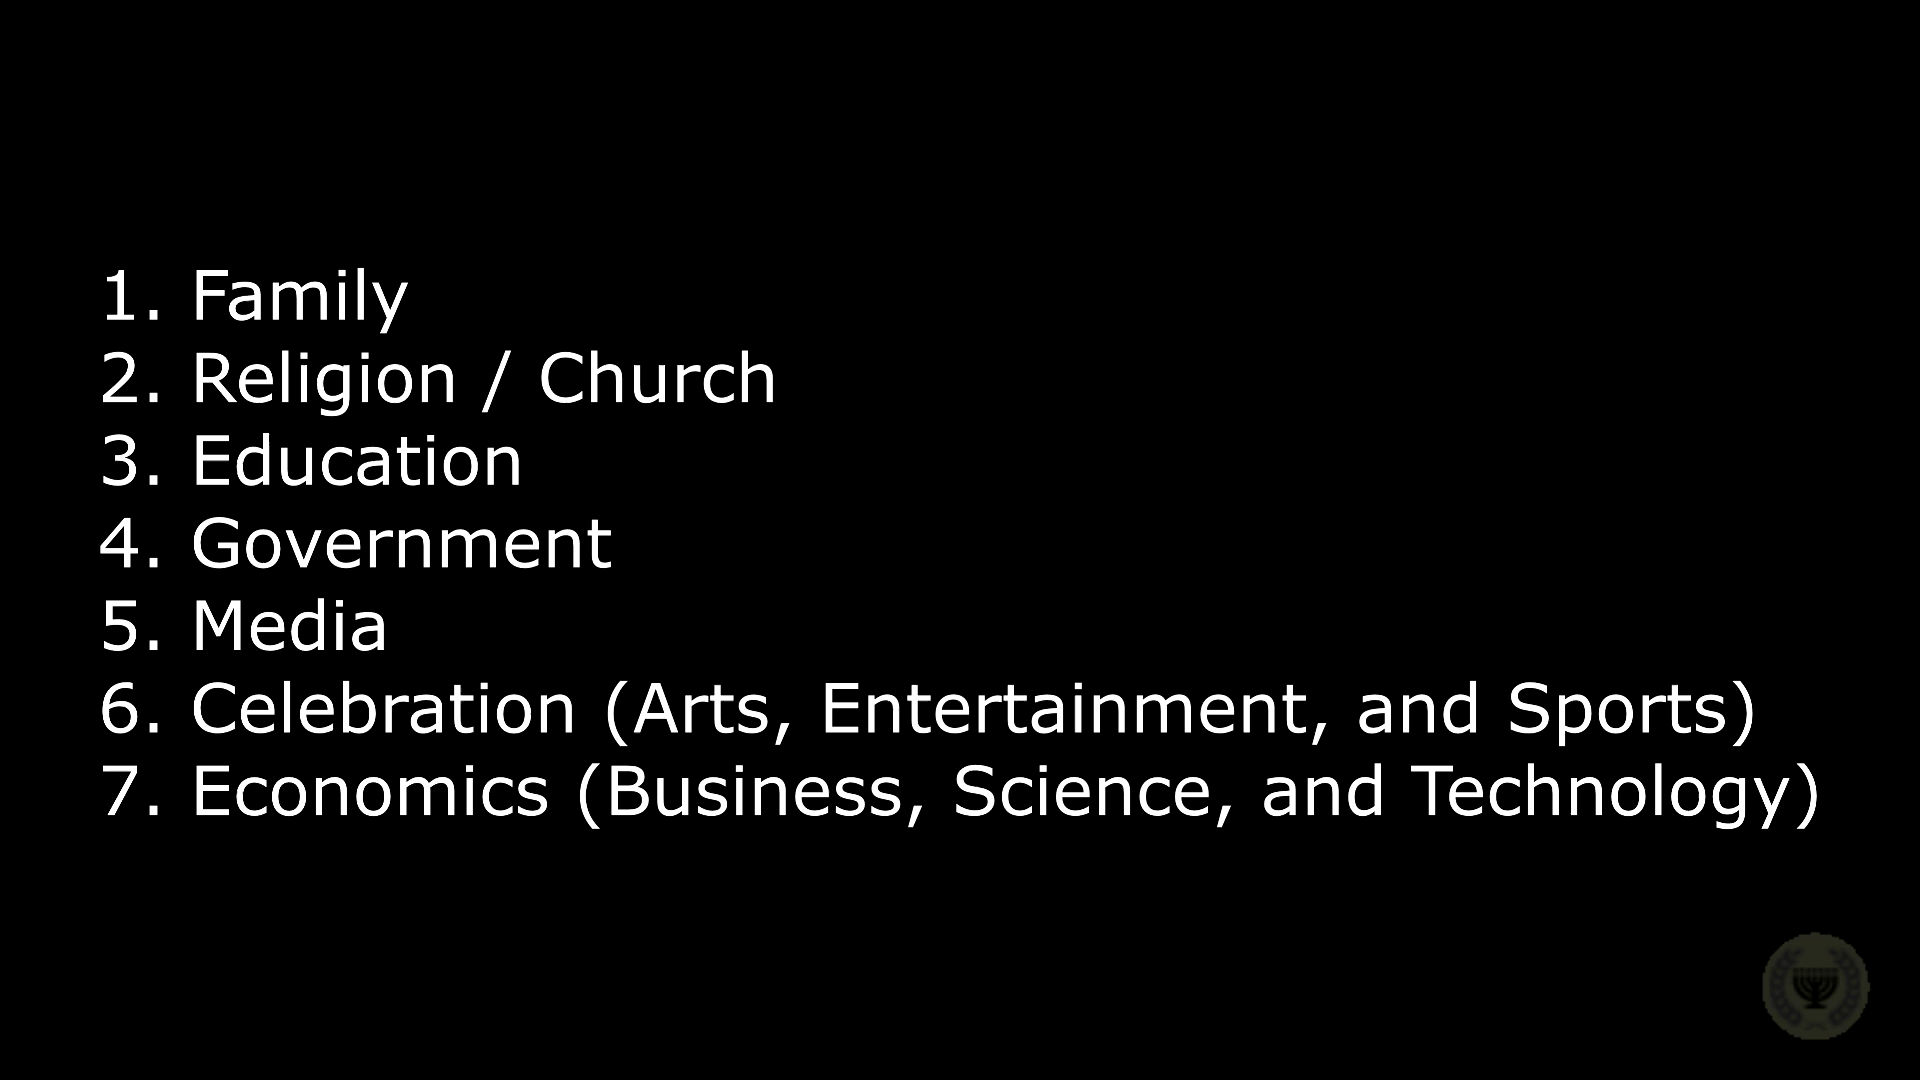 1. Family
2. Religion / Church
3. Education
4. Government
5. Media
6. Celebration (Arts, Entertainment, and Sports)
7. Economics (Business, Science, and Technology)